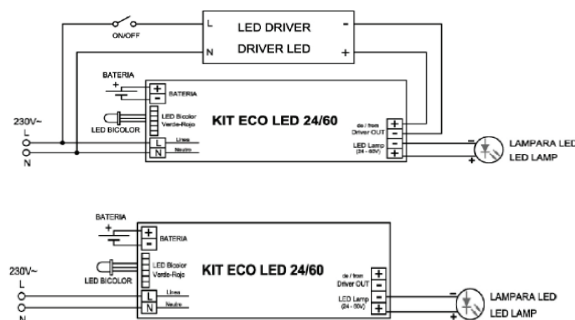 L
LED DRIVER
-
ON/OFF
N
DRIVER LED
+
BATERIA
+
+
-
BATERIA
LED Bicolor
Verde-Rojo
LED BICOLOR
KIT ECO LED 24/60
de / from
Driver OUT
+
-
LED Lamp
(24 - 60V)
-
+
230V~
L
N
L
Línea
N
Neutro
-
+
LAMPARA LED
LED LAMP
BATERIA
+
+
-
BATERIA
LED Bicolor
Verde-Rojo
LED BICOLOR
KIT ECO LED 24/60
de / from
Driver OUT
+
-
LED Lamp
(24 - 60V)
-
+
230V~
L
N
L
Línea
N
Neutro
-
+
LAMPARA LED
LED LAMP